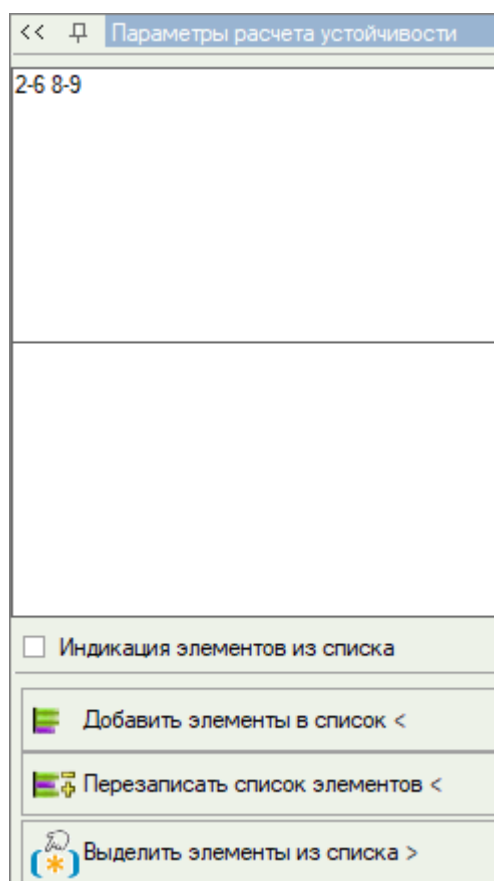 << Параметры расчета устойчивости
2-6 8-9
Индикация элементов из списка
Добавить элементы в список <
Перезаписать список элементов <
Выделить элементы из списка >